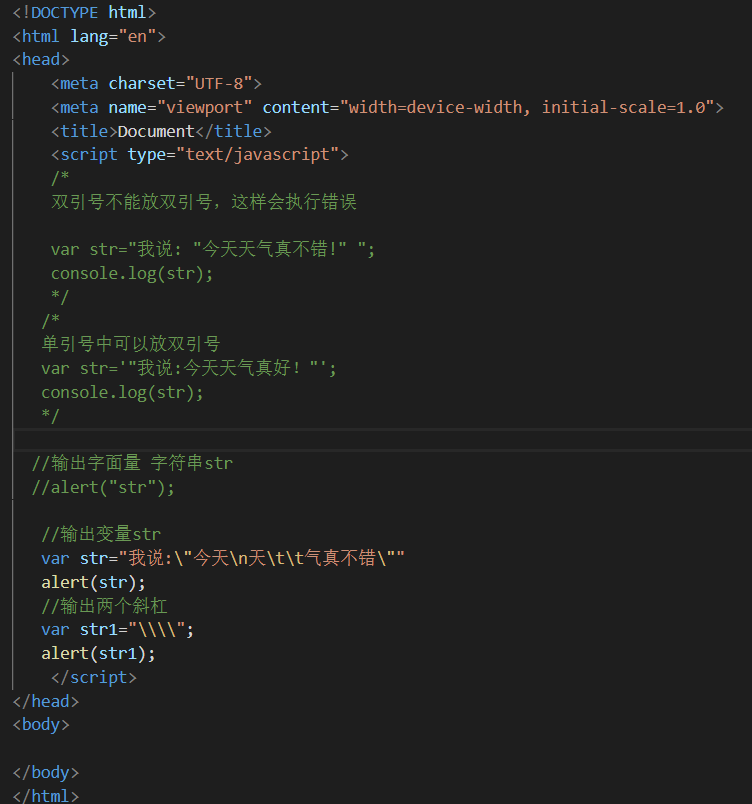 <!DOCTYPE html>
<html lang="en">
<head>
    <meta charset="UTF-8">
    <meta name="viewport" content="width=device-width, initial-scale=1.0">
    <title>Document</title>
    <script type="text/javascript">
    /*
    双引号不能放双引号，这样会执行错误
    var str="我说: "今天天气真不错!" ";
    console.log(str);
    */
   /*
   单引号中可以放双引号
   var str='"我说:今天天气真好! "';
   console.log(str);
   */
  //输出字面量 字符串str
  //alert("str");
   //输出变量str
   var str="我说:\"今天\n天\t\t气真不错\""
   alert(str);
   //输出两个斜杠
   var str1="\\\\";
   alert(str1);
    </script>
</head>
<body>
</body>
</html>